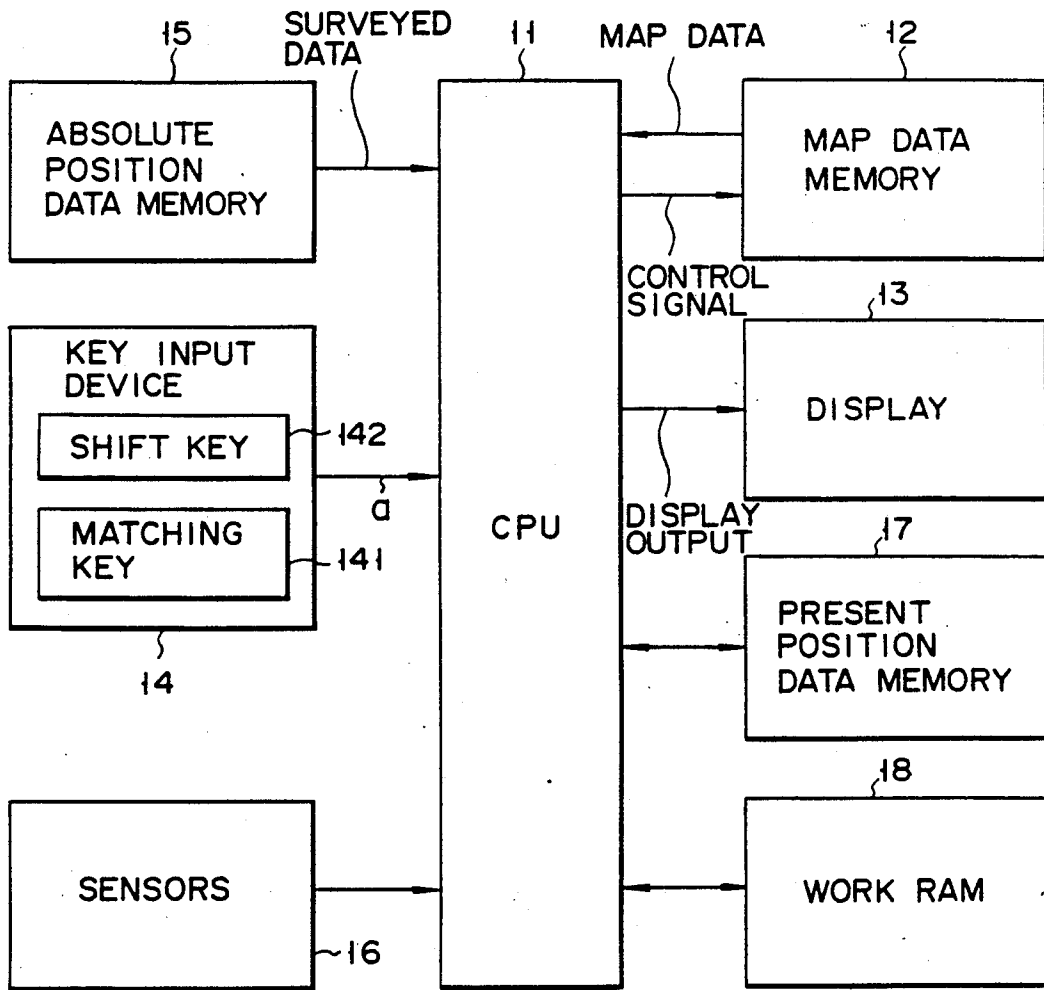 15
SURVEYED
DATA
11
MAP DATA
12
ABSOLUTE
POSITION
DATA MEMORY
MAP DATA
MEMORY
CONTROL
SIGNAL
13
KEY INPUT
DEVICE
SHIFT KEY
142
MATCHING
KEY
141
14
a
CPU
DISPLAY
DISPLAY
OUTPUT
17
PRESENT
POSITION
DATA MEMORY
18
SENSORS
16
WORK RAM